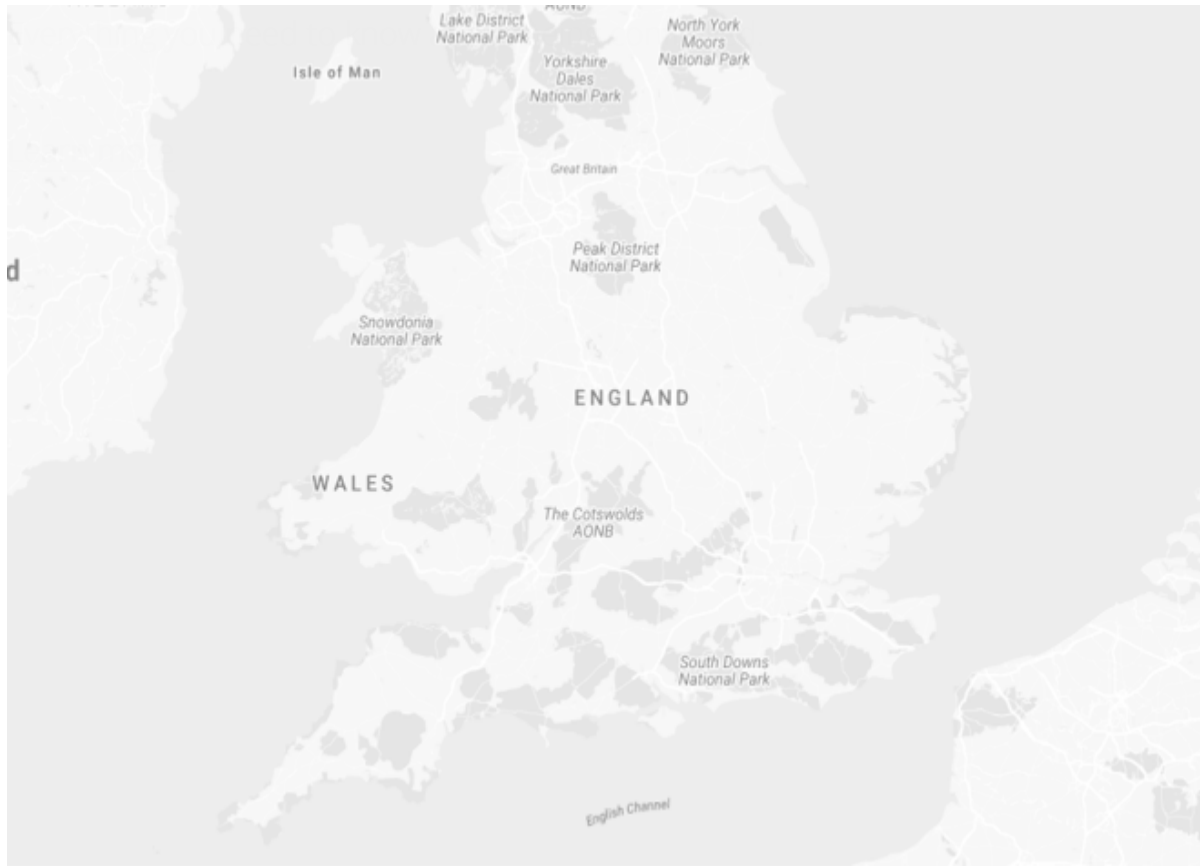 AONB
Lake District
National Park
North York
Moors
National Park
Isle of Man
Yorkshire
Dales
National Park
Great Britain
Peak District
National Park
d
Snowdonia
National Park
ENGLAND
WALES
The Cotswolds
AONB
South Downs
National Park
English Channel